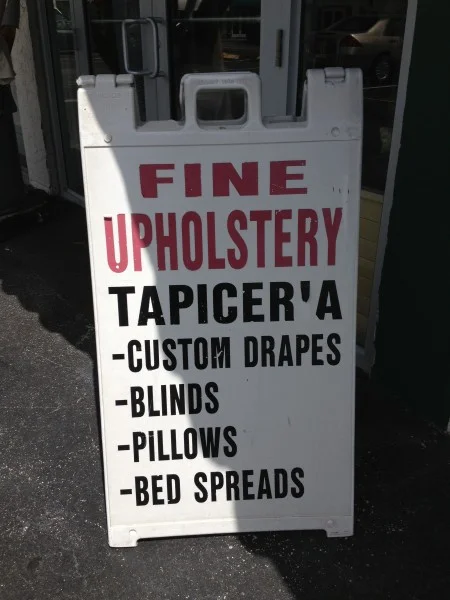 FINE
UPHOLSTERY
TAPICER'A
-CUSTOM DRAPES
-BLINDS
-PILLOWS
-BED SPREADS